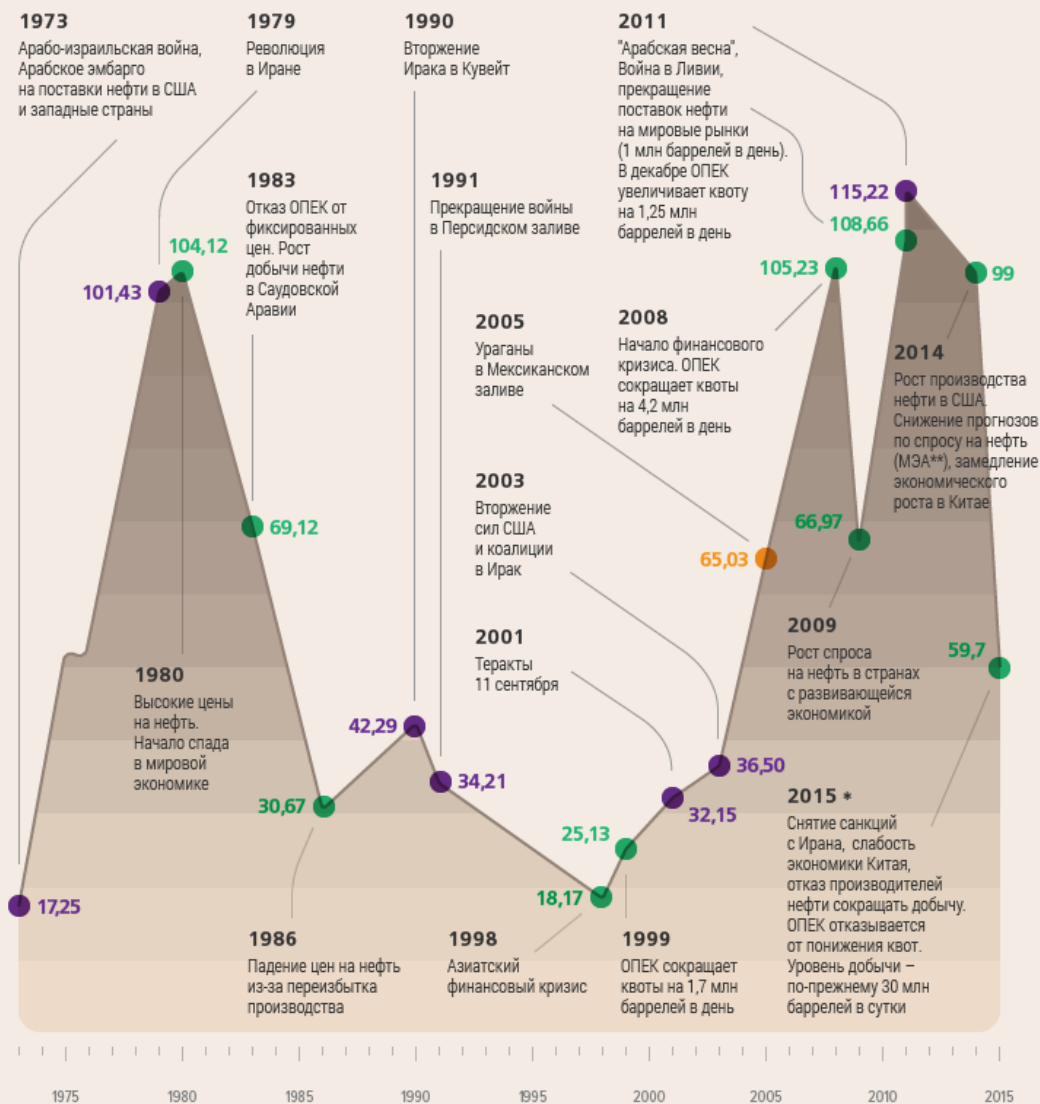 1973
Арабо-израильская война,
Арабское эмбарго
на поставки нефти в США
и западные страны
1979
Революция
в Иране
1990
Вторжение
Ирака в Кувейт
2011
"Арабская весна",
Война в Ливии,
прекращение
поставок нефти
на мировые рынки
(1 млн баррелей в день).
В декабре ОПЕК
увеличивает квоту
на 1,25 млн
баррелей в день
1983
Отказ ОПЕК от
фиксированных
цен. Рост
добычи нефти
в Саудовской
Аравии
1991
Прекращение войны
в Персидском заливе
115,22
108,66
104,12
101,43
105,23
99
2005
Ураганы
в Мексиканском
заливе
2008
Начало финансового
кризиса. ОПЕК
сокращает квоты
на 4,2 млн
баррелей в день
2014
Рост производства
нефти в США.
Снижение прогнозов
по спросу на нефть
(МЭА**), замедление
экономического
роста в Китае
2003
Вторжение
сил США
и коалиции
в Ирак
69,12
66,97
65,03
2001
Теракты
11 сентября
2009
Рост спроса
на нефть в странах
с развивающейся
экономикой
59,7
1980
Высокие цены
на нефть.
Начало спада
в мировой
экономике
42,29
34,21
36,50
30,67
32,15
25,13
18,17
17,25
2015 *
Снятие санкций
с Ирана, слабость
экономики Китая,
отказ производителей
нефти сокращать добычу.
ОПЕК отказывается
от понижения квот.
Уровень добычи –
по-прежнему 30 млн
баррелей в сутки
1986
Падение цен на нефть
из-за переизбытка
производства
1998
Азиатский
финансовый кризис
1999
ОПЕК сокращает
квоты на 1,7 млн
баррелей в день
1975 1980 1985 1990 1995 2000 2005 2010 2015